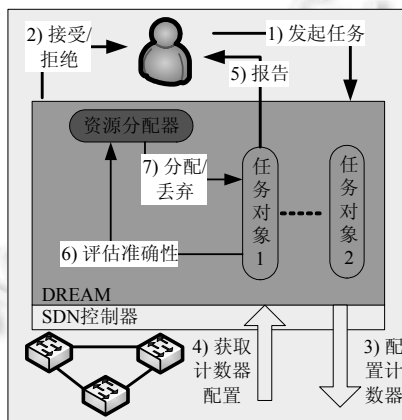 2) 接受/
拒绝
1) 发起任务
5) 报告
资源分配器
7) 分配/
丢弃
任务对象1
任务对象2
6) 评估准确性
DREAM
SDN控制器
4) 获取
计数器
配置
3) 配
置计
数器